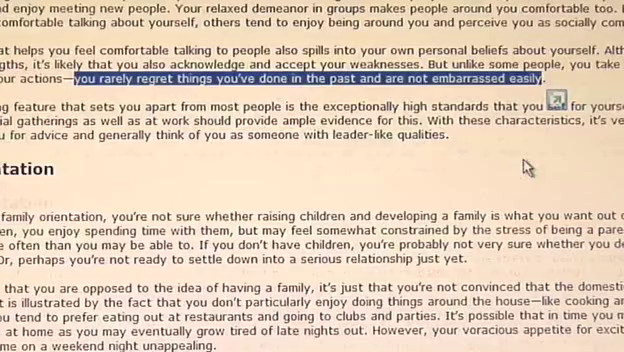 d enjoy meeting new people. Your relaxed demeanor in groups makes people around you comfortable too.
comfortable talking about yourself, others tend to enjoy being around you and perceive you as socially com
at helps you feel comfortable talking to people also spills into your own personal beliefs about yourself. Alt
gths, it's likely that you also acknowledge and accept your weaknesses. But unlike some people, you take
our actions—you rarely regret things you've done in the past and are not embarrassed easily.
ng feature that sets you apart from most people is the exceptionally high standards that you for yourse
ial gatherings as well as at work should provide ample evidence for this. With these characteristics, it's ve
u for advice and generally think of you as someone with leader-like qualities.
tation
family orientation, you're not sure whether raising children and developing a family is what you want out o
en, you enjoy spending time with them, but may feel somewhat constrained by the stress of being a pare
e often than you may be able to. If you don't have children, you're probably not very sure whether you de
Or, perhaps you're not ready to settle down into a serious relationship just yet.
that you are opposed to the idea of having a family, it's just that you're not convinced that the domesti
t is illustrated by the fact that you don't particularly enjoy doing things around the house—like cooking ar
u tend to prefer eating out at restaurants and going to clubs and parties. It's possible that in time you m
at home as you may eventually grow tired of late nights out. However, your voracious appetite for excit
me on a weekend night unappealing.